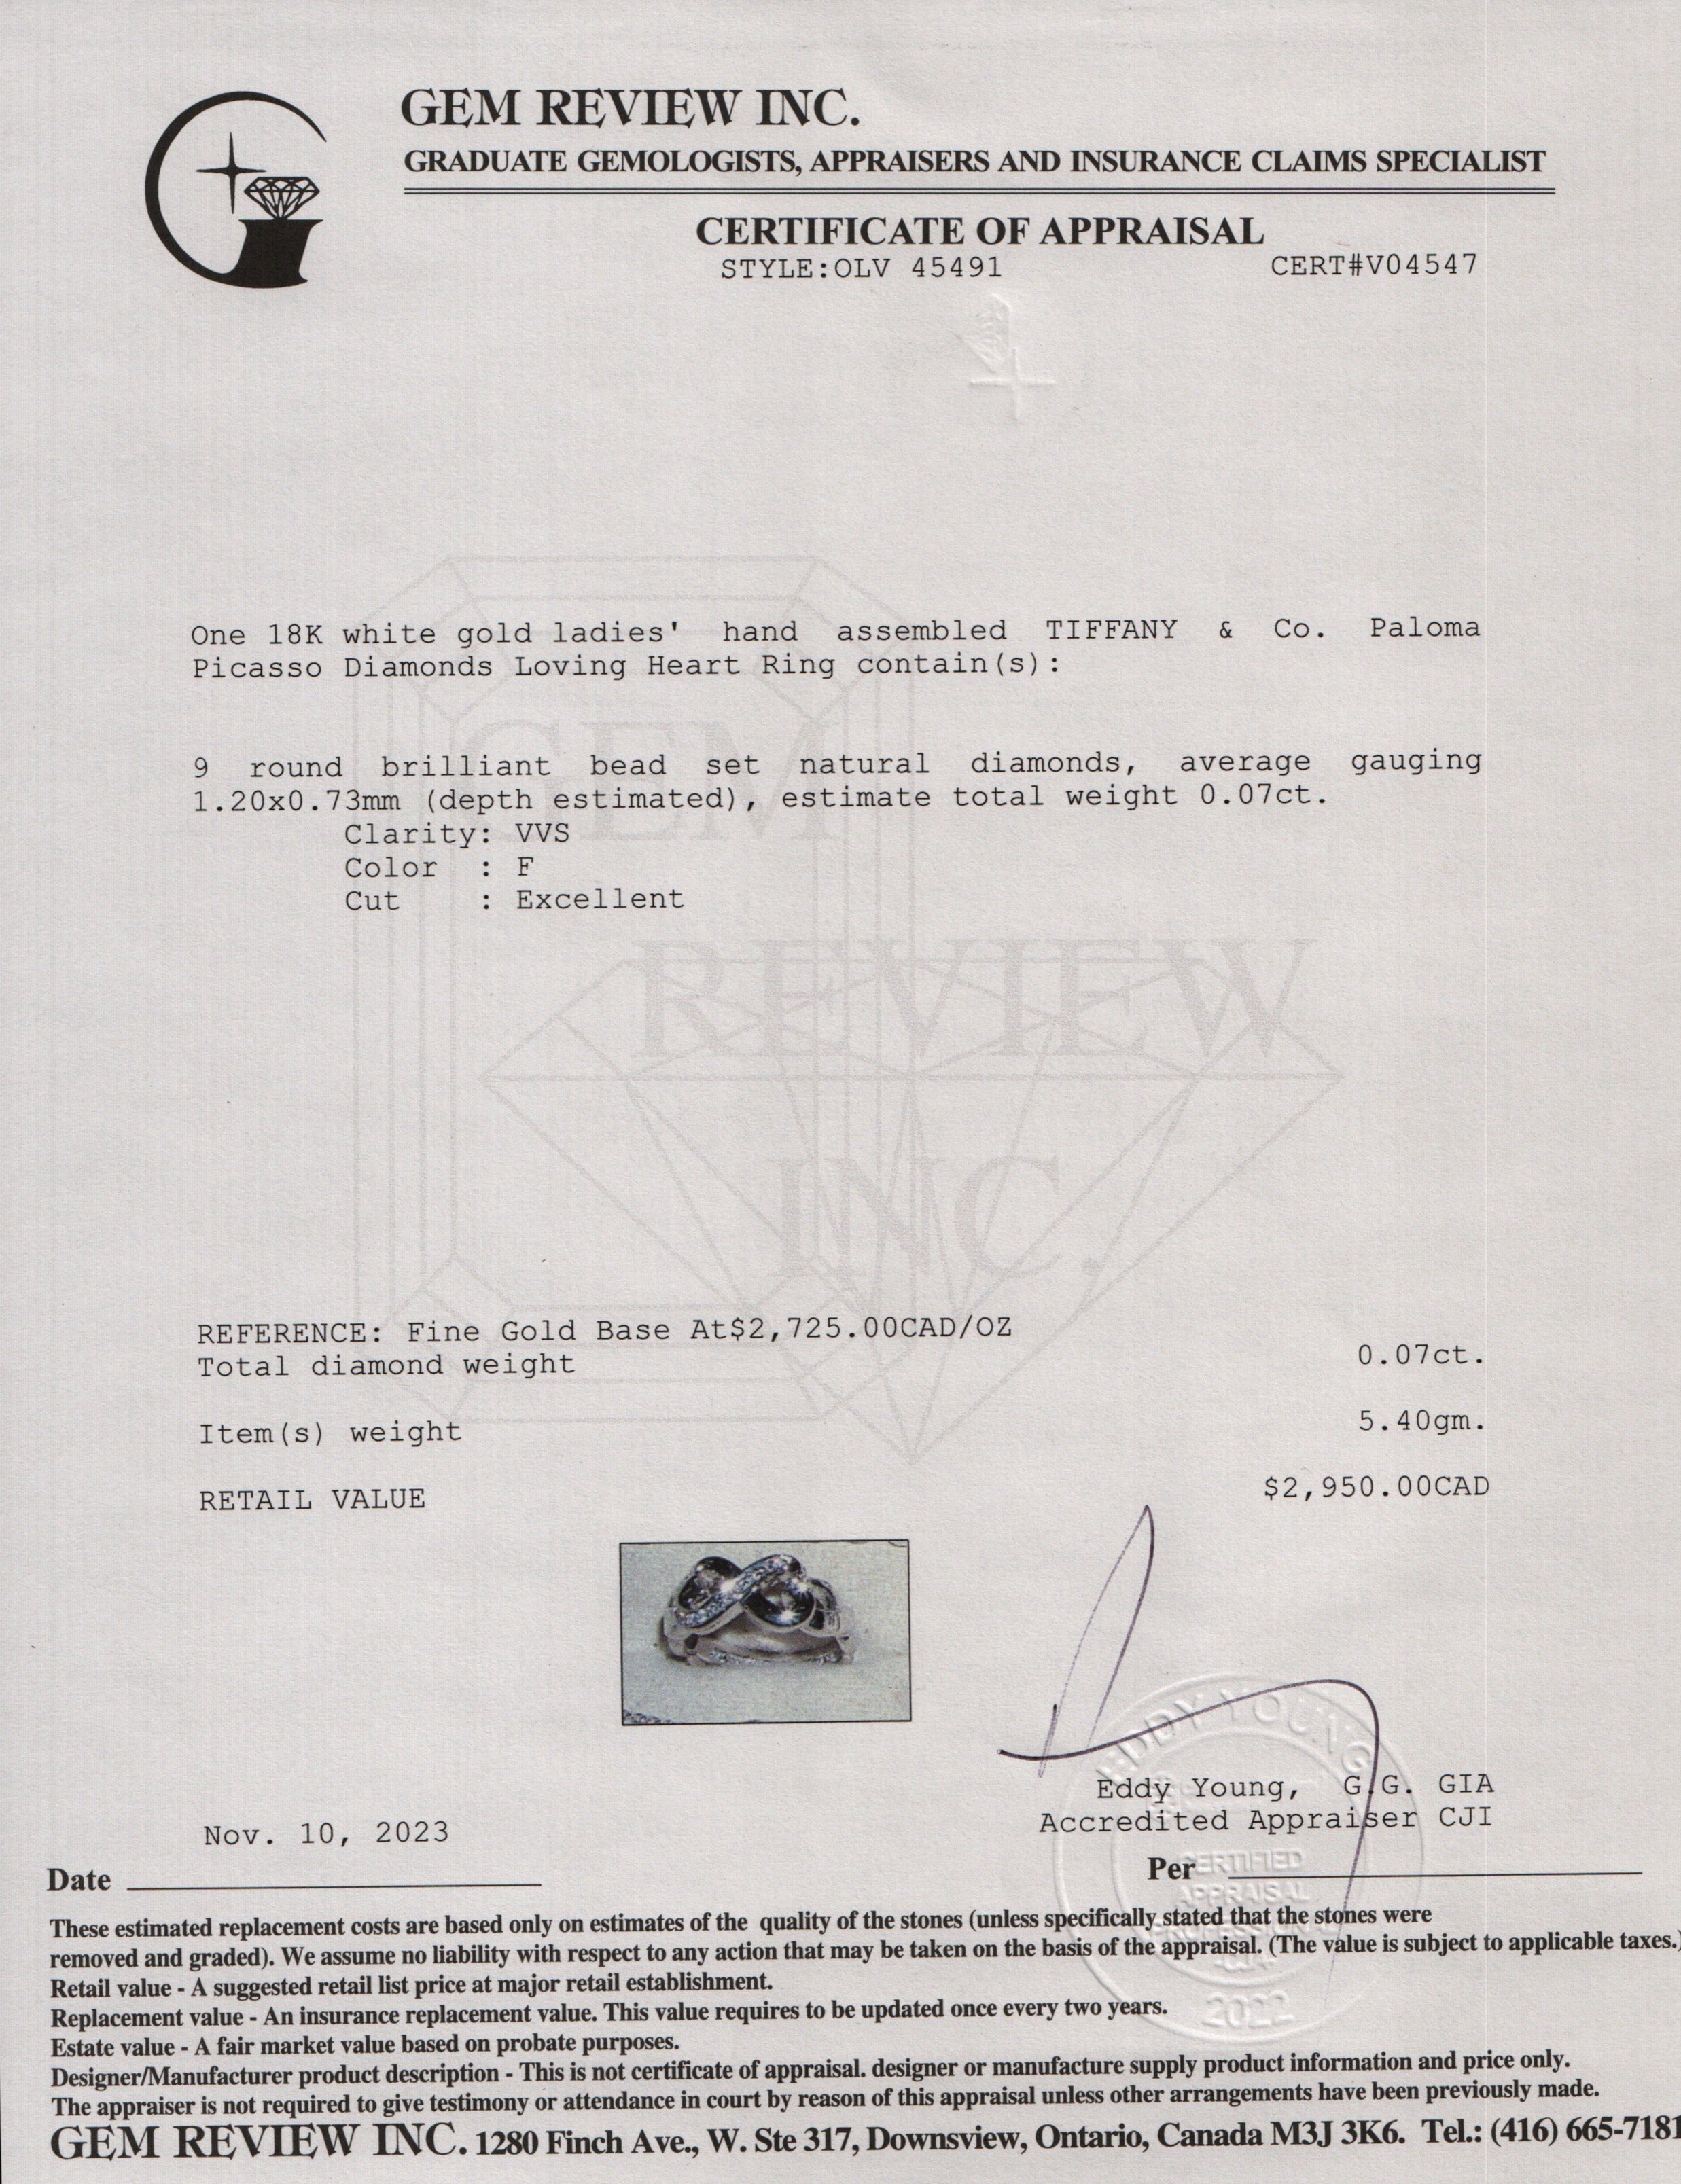 GEM REVIEW INC.
GRADUATE GEMOLOGISTS, APPRAISERS AND INSURANCE CLAIMS SPECIALIST
CERTIFICATE OF APPRAISAL
STYLE:OLV 45491 CERT#V04547
One 18K white gold ladies' hand assembled TIFFANY & Co. Paloma
Picasso Diamonds Loving Heart Ring contain(s):
GEM
9 round brilliant bead set natural diamonds, average gauging
1.20x0.73mm (depth estimated), estimate total weight 0.07ct.
Clarity: VVS
Color : F
Cut : Excellent
REVIEW
INC.
REFERENCE: Fine Gold Base At$2,725.00CAD/OZ
Total diamond weight 0.07ct.
Item(s) weight 5.40gm.
RETAIL VALUE $2,950.00CAD
EDDY YOUNG
Eddy Young, G.G. GIA
Accredited Appraiser CJI
Nov. 10, 2023
Date
Per
CERTIFIED
APPRAISAL
PROFESSIONAL
2022
These estimated replacement costs are based only on estimates of the quality of the stones (unless specifically stated that the stones were
removed and graded). We assume no liability with respect to any action that may be taken on the basis of the appraisal. (The value is subject to applicable taxes.)
Retail value - A suggested retail list price at major retail establishment.
Replacement value - An insurance replacement value. This value requires to be updated once every two years.
Estate value - A fair market value based on probate purposes.
Designer/Manufacturer product description - This is not certificate of appraisal. designer or manufacture supply product information and price only.
The appraiser is not required to give testimony or attendance in court by reason of this appraisal unless other arrangements have been previously made.
GEM REVIEW INC. 1280 Finch Ave., W. Ste 317, Downsview, Ontario, Canada M3J 3K6. Tel.: (416) 665-7181